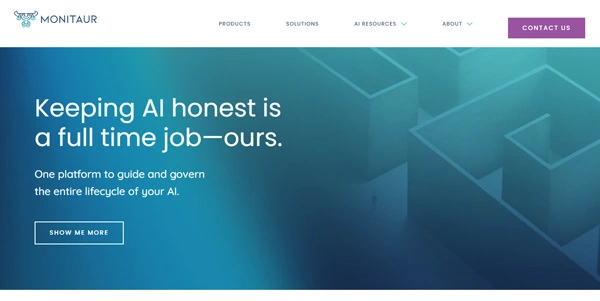 MONITAUR
PRODUCTS
SOLUTIONS
AI RESOURCES
ABOUT
CONTACT US
Keeping AI honest is
a full time job—ours.
One platform to guide and govern
the entire lifecycle of your AI.
SHOW ME MORE